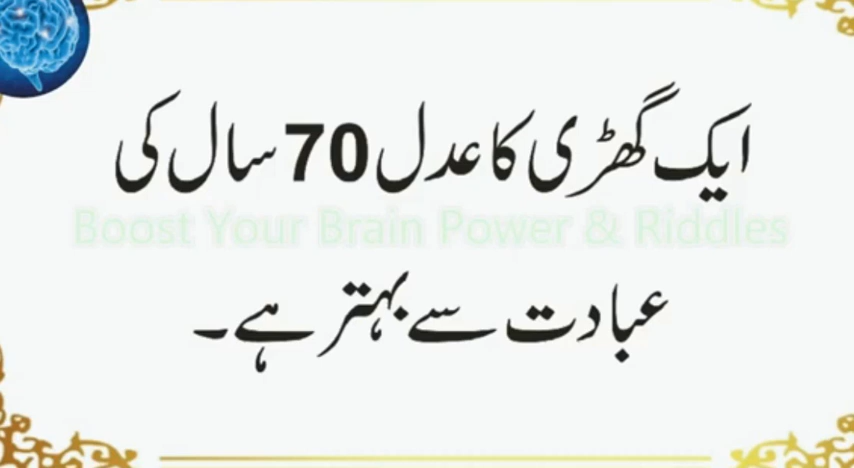 ایک گھڑی کا عدل 70 سال کی
Boost Your Brain Power & Riddles
عبادت سے بہتر ہے۔